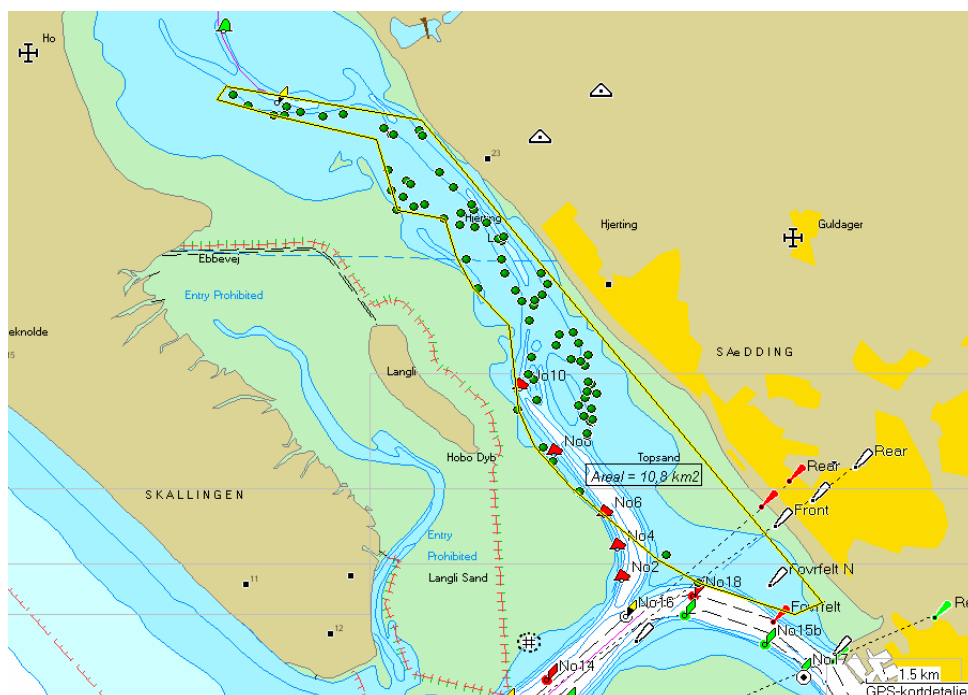 Ho
23
Hjerting
Guldager
Hjerting
Ebbevej
Entry Prohibited
eknolde
SAeDDING
Langli
No10
Hobo Dyb
Topsand
Rear
Rear
Areal = 10,8 km2
SKALLINGEN
No6
Front
Entry
Prohibited
No4
Langli Sand
No2
11
Fovrfelt N
No18
No16
Fovrfelt
12
No15b
No14
No17
1.5 km
GPS-kortdetalje